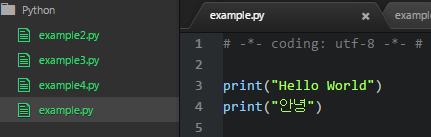 Python
example2.py
example3.py
example4.py
example.py
example.py
example
1 # -*- coding: utf-8 -*- #
2
3 print("Hello World")
4 print("안녕")
5